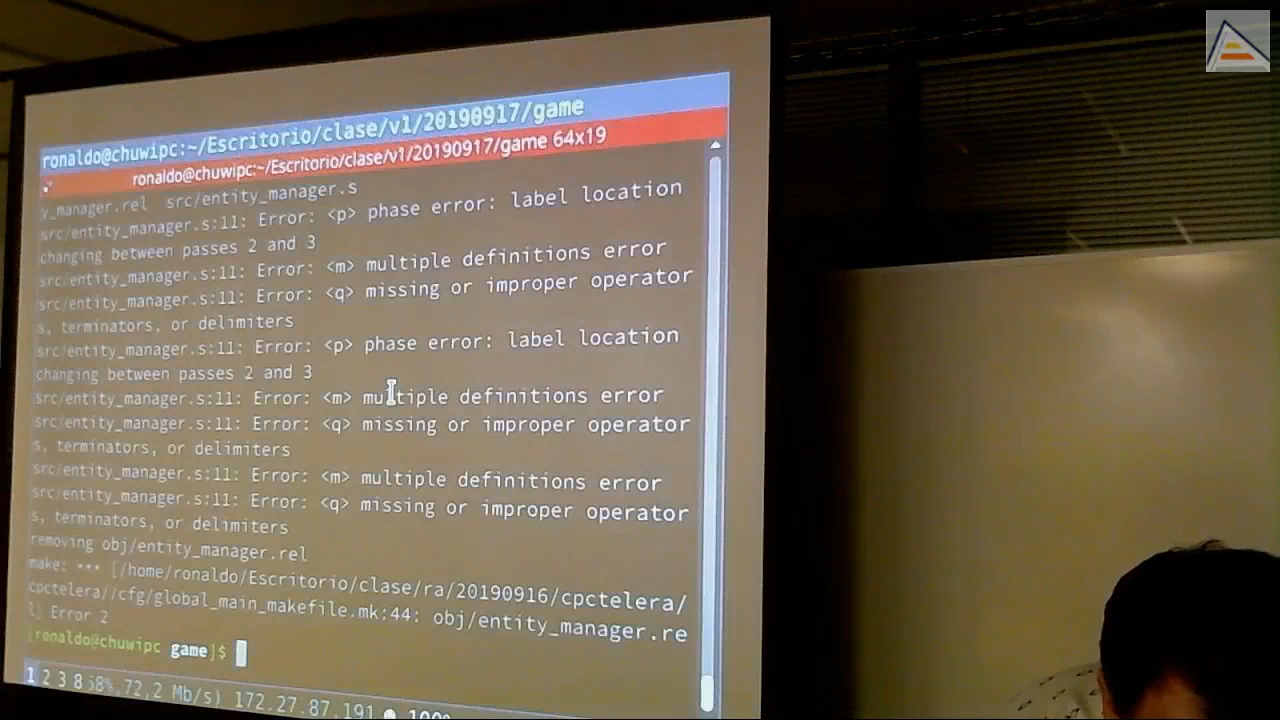 ronaldo@chuwipc:~/Escritorio/clase/v1/20190917/game
ronaldo@chuwipc:~/Escritorio/clase/v1/20190917/game 64x19
y_manager.rel src/entity_manager.s
src/entity_manager.s:11: Error: <p> phase error: label location
changing between passes 2 and 3
src/entity_manager.s:11: Error: <m> multiple definitions error
src/entity_manager.s:11: Error: <q> missing or improper operator
s, terminators, or delimiters
src/entity_manager.s:11: Error: <p> phase error: label location
changing between passes 2 and 3
src/entity_manager.s:11: Error: <m> multiple definitions error
src/entity_manager.s:11: Error: <q> missing or improper operator
s, terminators, or delimiters
src/entity_manager.s:11: Error: <m> multiple definitions error
src/entity_manager.s:11: Error: <q> missing or improper operator
s, terminators, or delimiters
removing obj/entity_manager.rel
make: *** [/home/ronaldo/Escritorio/clase/ra/20190916/cpctelera/
cpctelera//cfg/global_main_makefile.mk:44: obj/entity_manager.re
l] Error 2
[ronaldo@chuwipc game]$
1 2 3 8 58%,72,2 Mb/s) 172.27.87.191 100%